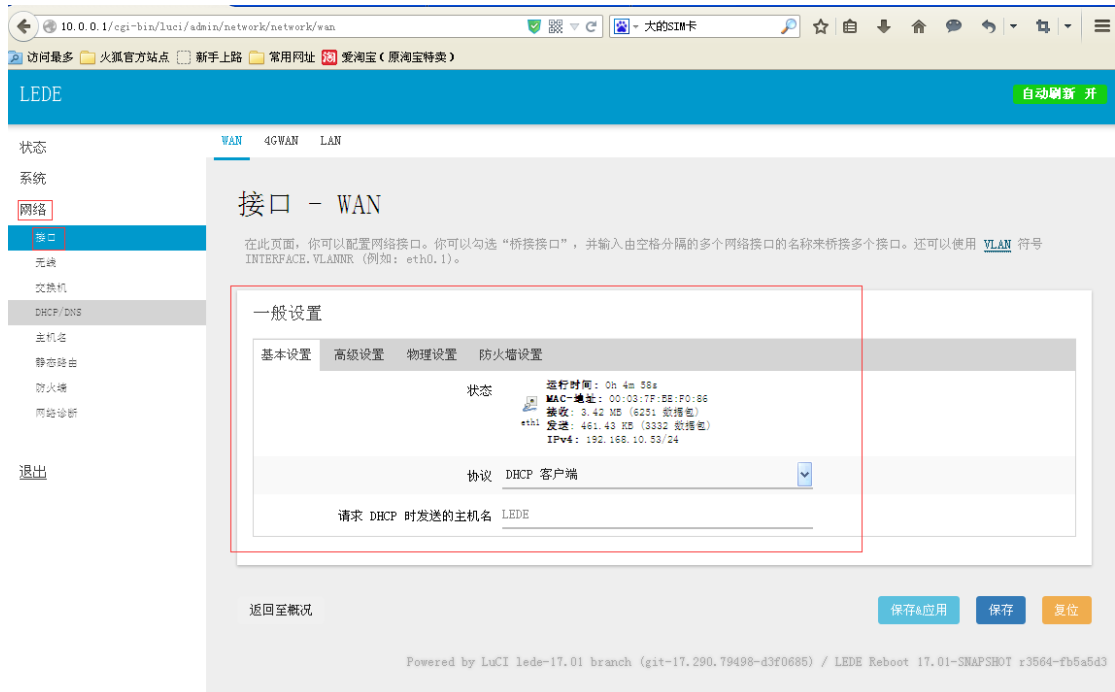 10.0.0.1/cgi-bin/luci/admin/network/network/wan
大的SIM卡
访问最多 火狐官方站点 新手上路 常用网址 爱淘宝(原淘宝特卖)
LEDE
自动刷新 开
状态
系统
网络
接口
无线
交换机
DHCP/DNS
主机名
静态路由
防火墙
网络诊断
退出
WAN 4GWAN LAN
接口 - WAN
在此页面，你可以配置网络接口。你可以勾选“桥接接口”，并输入由空格分隔的多个网络接口的名称来桥接多个接口。还可以使用 VLAN 符号
INTERFACE.VLANNR (例如: eth0.1)。
一般设置
基本设置 高级设置 物理设置 防火墙设置
状态
eth1
运行时间: 0h 4m 58s
MAC-地址: 00:03:7F:BE:F0:86
接收: 3.42 MB (6251 数据包)
发送: 461.43 KB (3332 数据包)
IPv4: 192.168.10.53/24
协议 DHCP 客户端
请求 DHCP 时发送的主机名 LEDE
返回至概况
保存&应用 保存 复位
Powered by LuCI lede-17.01 branch (git-17.290.79498-d3f0685) / LEDE Reboot 17.01-SNAPSHOT r3564-fb5a5d3